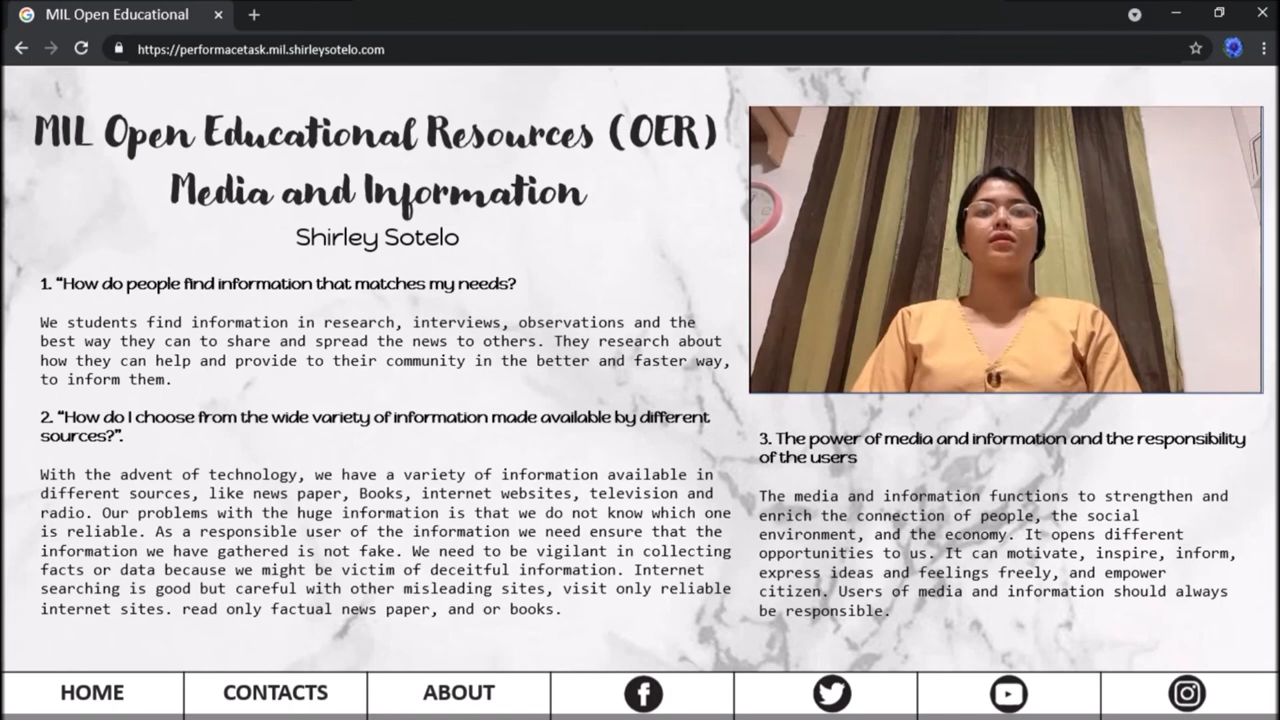 MIL Open Educational
https://performacetask.mil.shirleysotelo.com
MIL Open Educational Resources (OER)
Media and Information
Shirley Sotelo
1. “How do people find information that matches my needs?
We students find information in research, interviews, observations and the
best way they can to share and spread the news to others. They research about
how they can help and provide to their community in the better and faster way,
to inform them.
2. “How do I choose from the wide variety of information made available by different
sources?”.
With the advent of technology, we have a variety of information available in
different sources, like news paper, Books, internet websites, television and
radio. Our problems with the huge information is that we do not know which one
is reliable. As a responsible user of the information we need ensure that the
information we have gathered is not fake. We need to be vigilant in collecting
facts or data because we might be victim of deceitful information. Internet
searching is good but careful with other misleading sites, visit only reliable
internet sites. read only factual news paper, and or books.
3. The power of media and information and the responsibility
of the users
The media and information functions to strengthen and
enrich the connection of people, the social
environment, and the economy. It opens different
opportunities to us. It can motivate, inspire, inform,
express ideas and feelings freely, and empower
citizen. Users of media and information should always
be responsible.
HOME
CONTACTS
ABOUT